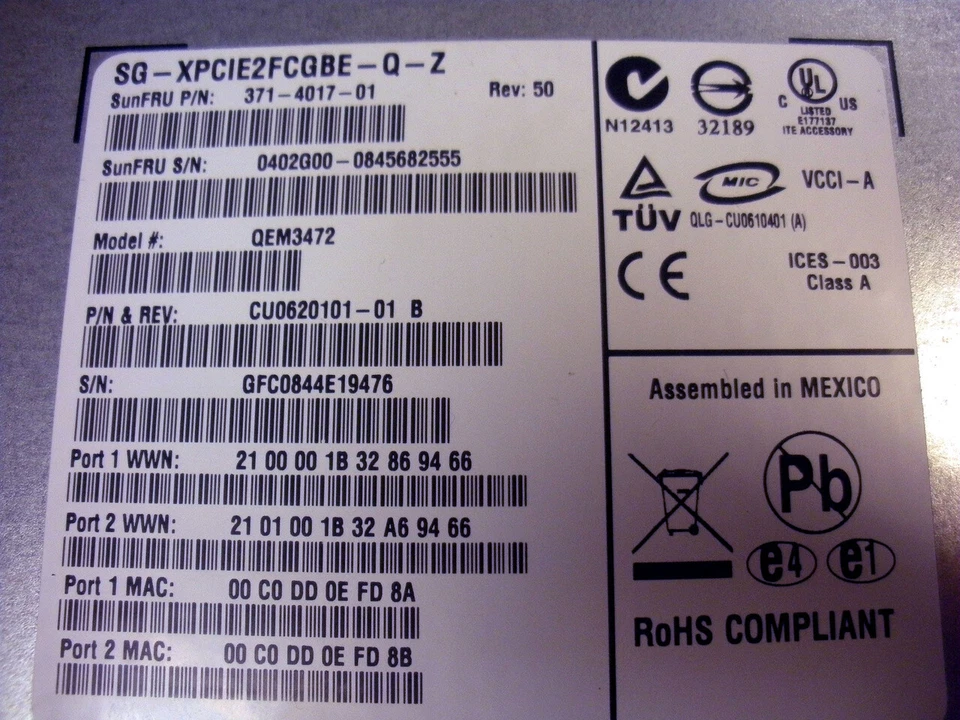 SG-XPCIE2FCGBE-Q-Z
SunFRU P/N: 371-4017-01 Rev: 50
SunFRU S/N: 0402G00-0845682555
Model #: QEM3472
P/N & REV: CU0620101-01 B
S/N: GFC0844E19476
Port 1 WWN: 21 00 00 1B 32 86 94 66
Port 2 WWN: 21 01 00 1B 32 A6 94 66
Port 1 MAC: 00 C0 DD 0E FD 8A
Port 2 MAC: 00 C0 DD 0E FD 8B
N12413
32189
C UL US
LISTED
E177137
ITE ACCESSORY
TÜV
MIC
VCCI-A
QLG-CU0610401 (A)
CE
ICES-003
Class A
Assembled in MEXICO
Pb
e4 e1
RoHS COMPLIANT